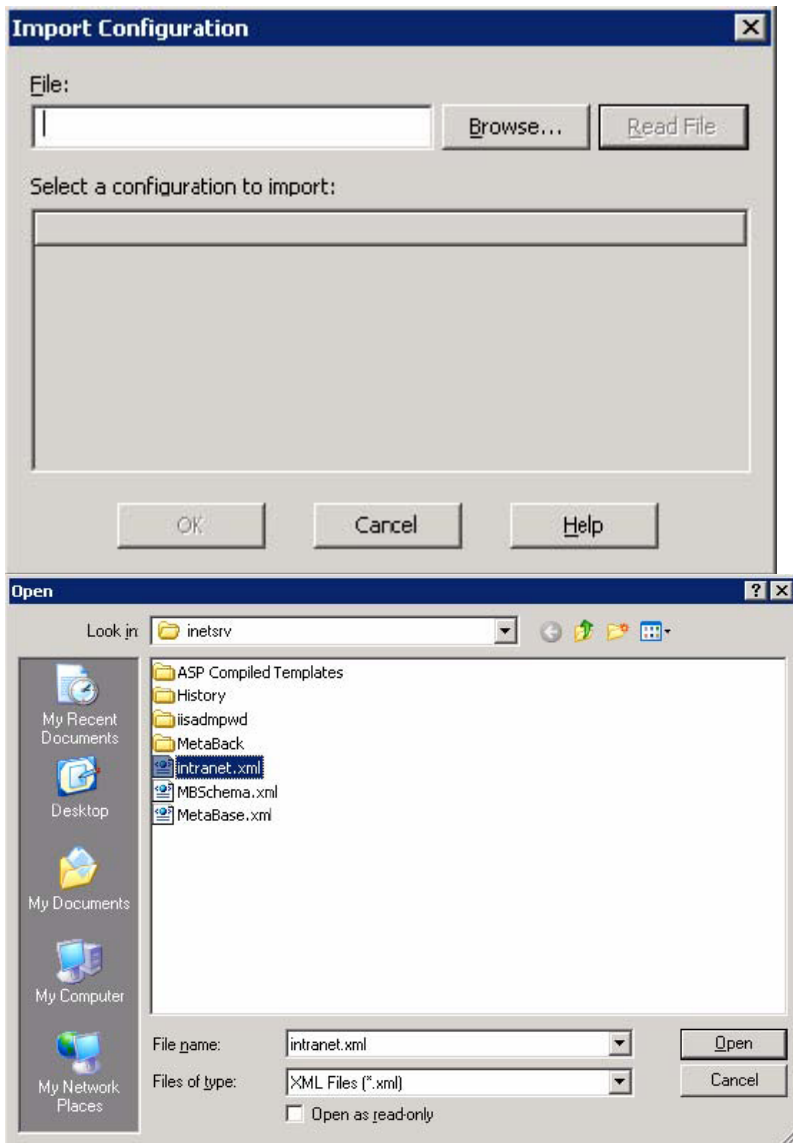 Import Configuration
File:
Browse...
Read File
Select a configuration to import:
OK
Cancel
Help
Open
Look in:
inetsrv
ASP Compiled Templates
History
iisadmpwd
MetaBack
intranet.xml
MBSchema.xml
MetaBase.xml
My Recent
Documents
Desktop
My Documents
My Computer
My Network
Places
File name:
intranet.xml
Open
Files of type:
XML Files (*.xml)
Cancel
Open as read-only